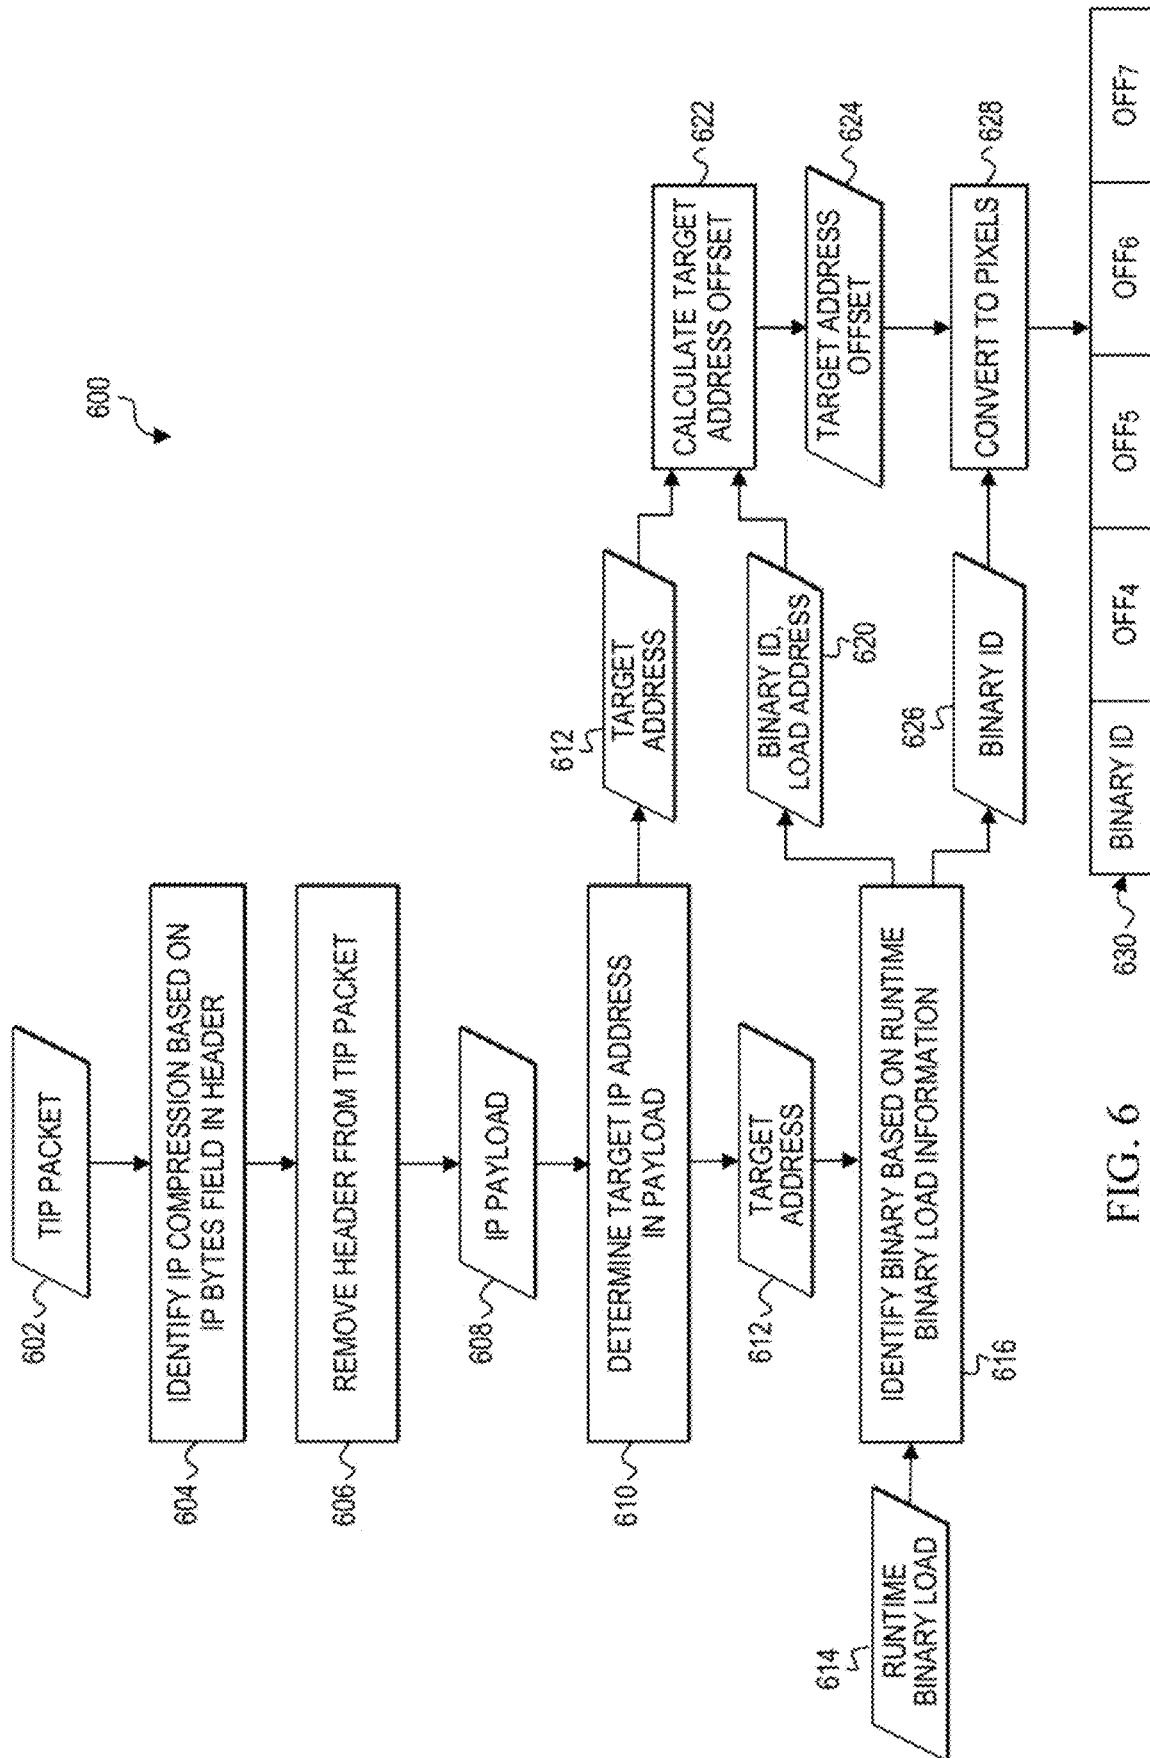 600
602
TIP PACKET
604
IDENTIFY IP COMPRESSION BASED ON
IP BYTES FIELD IN HEADER
606
REMOVE HEADER FROM TIP PACKET
608
IP PAYLOAD
610
DETERMINE TARGET IP ADDRESS
IN PAYLOAD
612
TARGET
ADDRESS
612
TARGET
ADDRESS
614
RUNTIME
BINARY LOAD
IDENTIFY BINARY BASED ON RUNTIME
BINARY LOAD INFORMATION
616
BINARY ID,
LOAD ADDRESS
620
CALCULATE TARGET
ADDRESS OFFSET
622
TARGET ADDRESS
OFFSET
624
626
BINARY ID
CONVERT TO PIXELS
628
630
BINARY ID
OFF4
OFF5
OFF6
OFF7
FIG. 6